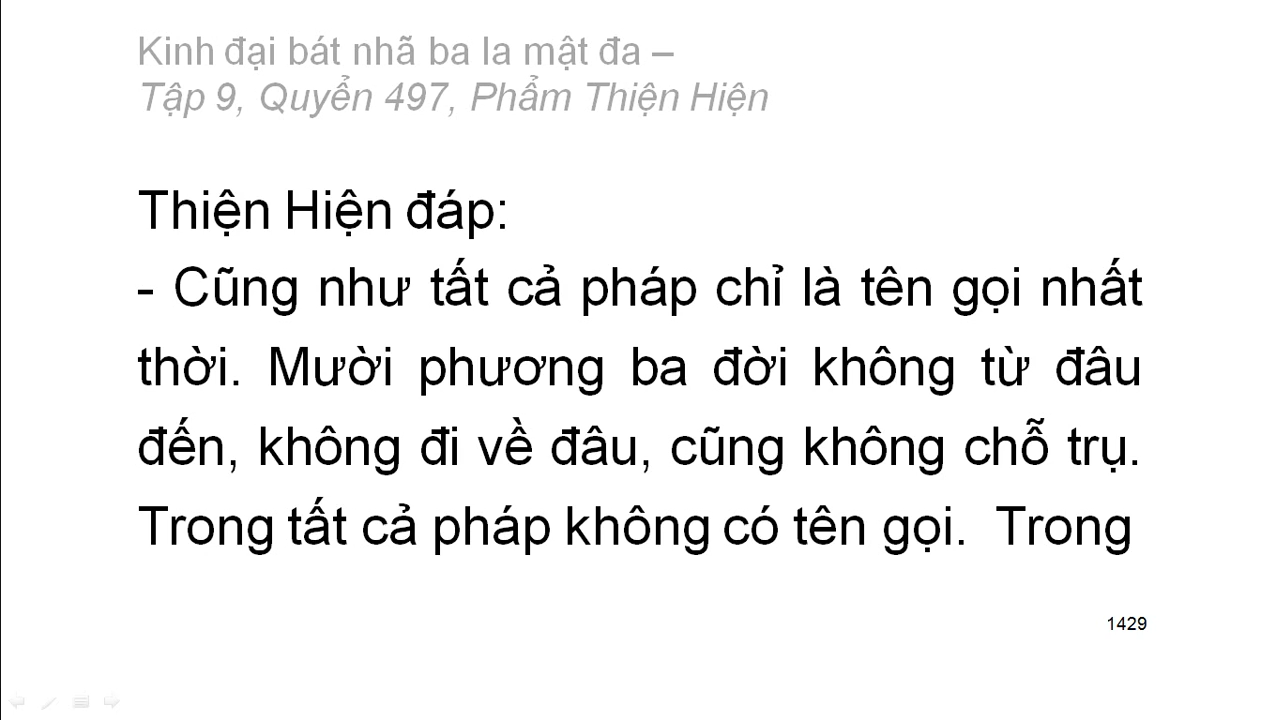 Kinh đại bát nhã ba la mật đa –
Tập 9, Quyển 497, Phẩm Thiện Hiện
Thiện Hiện đáp:
- Cũng như tất cả pháp chỉ là tên gọi nhất
thời. Mười phương ba đời không từ đâu
đến, không đi về đâu, cũng không chỗ trụ.
Trong tất cả pháp không có tên gọi. Trong
1429